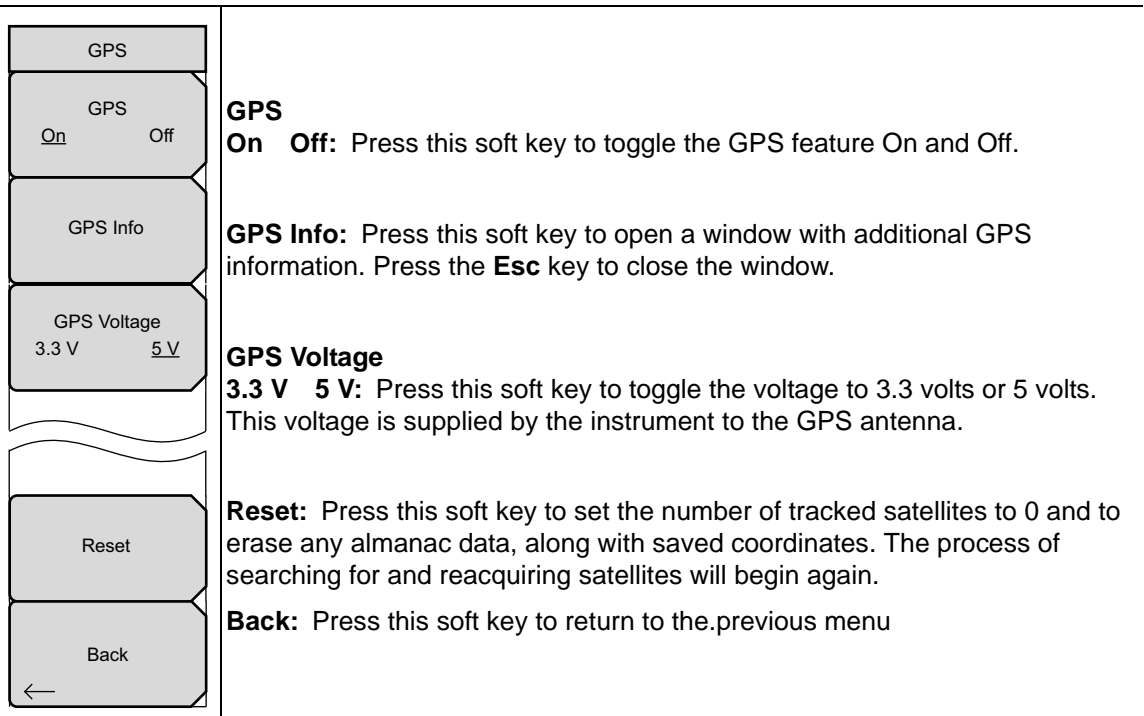 GPS
GPS
On Off
GPS Info
GPS Voltage
3.3 V 5 V
Reset
Back
GPS
On Off: Press this soft key to toggle the GPS feature On and Off.
GPS Info: Press this soft key to open a window with additional GPS
information. Press the Esc key to close the window.
GPS Voltage
3.3 V 5 V: Press this soft key to toggle the voltage to 3.3 volts or 5 volts.
This voltage is supplied by the instrument to the GPS antenna.
Reset: Press this soft key to set the number of tracked satellites to 0 and to
erase any almanac data, along with saved coordinates. The process of
searching for and reacquiring satellites will begin again.
Back: Press this soft key to return to the.previous menu